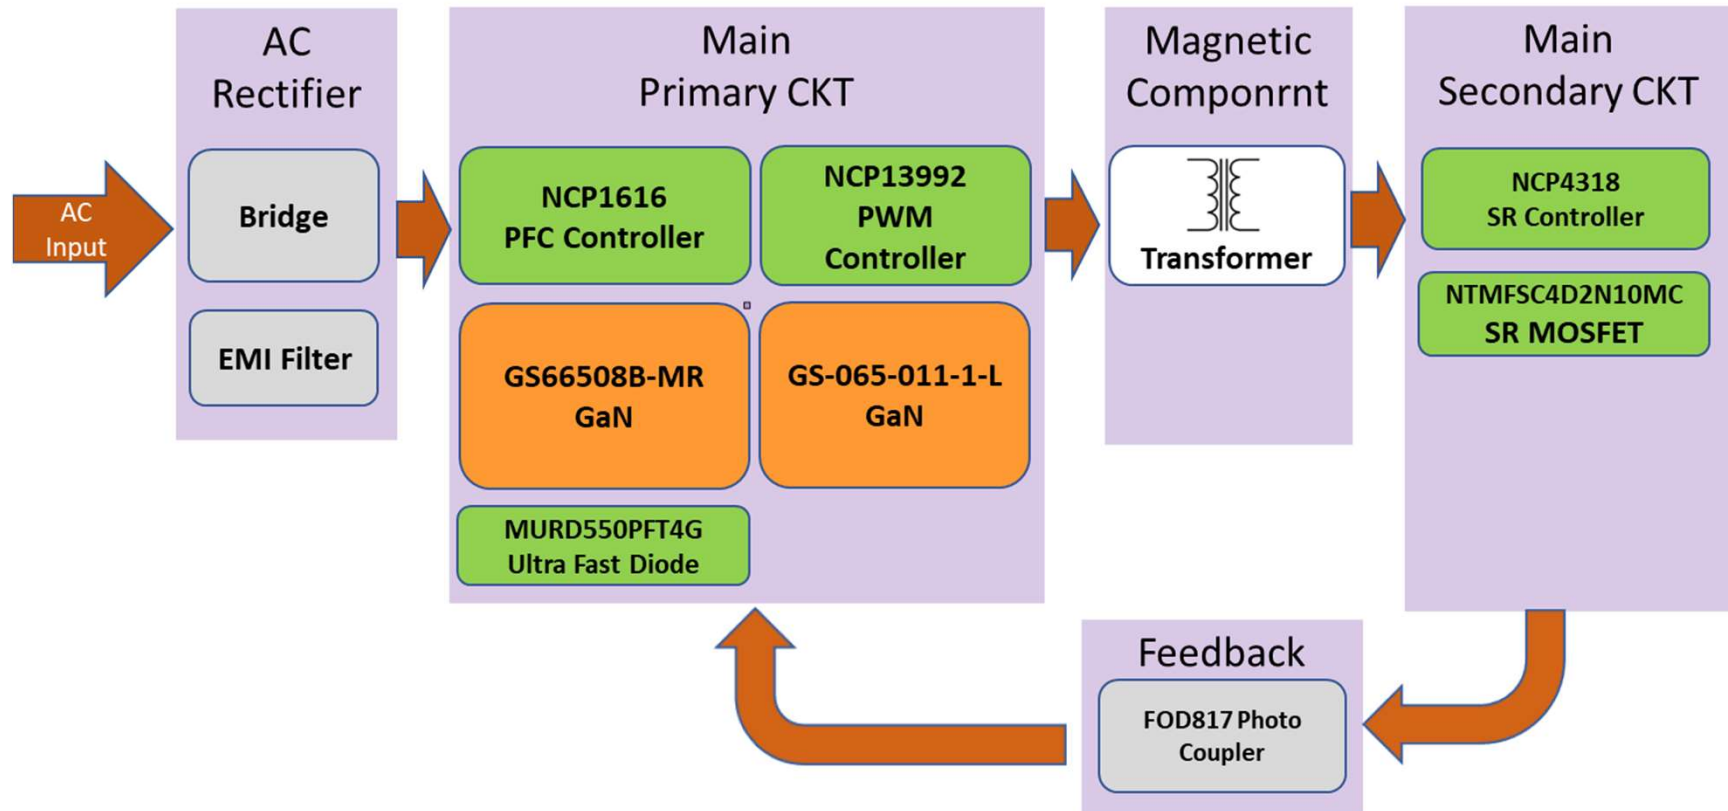 AC
Input
AC
Rectifier
Bridge
EMI Filter
Main
Primary CKT
NCP1616
PFC Controller
NCP13992
PWM
Controller
GS66508B-MR
GaN
GS-065-011-1-L
GaN
MURD550PFT4G
Ultra Fast Diode
Magnetic
Componrnt
Transformer
Main
Secondary CKT
NCP4318
SR Controller
NTMFSC4D2N10MC
SR MOSFET
Feedback
FOD817 Photo
Coupler